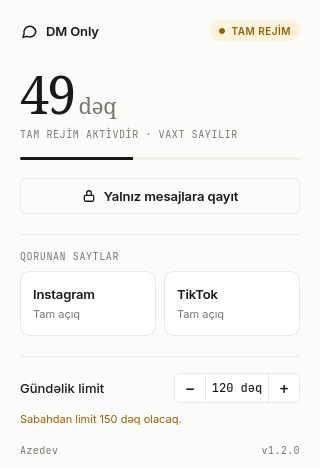 DM Only
TAM REJİM
49 dəq
TAM REJİM AKTİVDİR · VAXT SAYILIR
Yalnız mesajlara qayıt
QORUNAN SAYTLAR
Instagram
Tam açıq
TikTok
Tam açıq
Gündəlik limit
− 120 dəq +
Sabahdan limit 150 dəq olacaq.
Azedev
v1.2.0